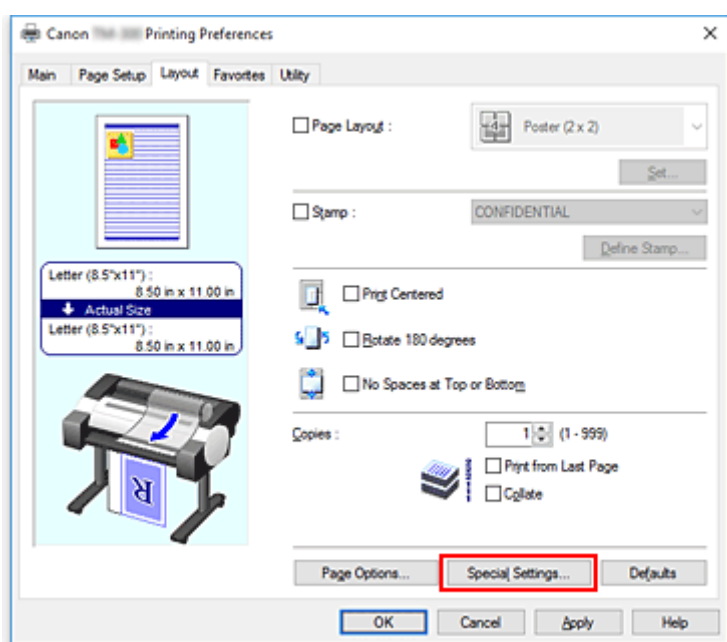 Canon Printing Preferences
Main Page Setup Layout Favorites Utility
Page Layout :
Poster (2 x 2)
Set...
Stamp :
CONFIDENTIAL
Define Stamp...
Letter (8.5"x11") :
8.50 in x 11.00 in
Actual Size
Letter (8.5"x11") :
8.50 in x 11.00 in
Print Centered
Rotate 180 degrees
No Spaces at Top or Bottom
Copies :
1 (1 - 999)
Print from Last Page
Collate
R
Page Options... Special Settings... Defaults
OK Cancel Apply Help